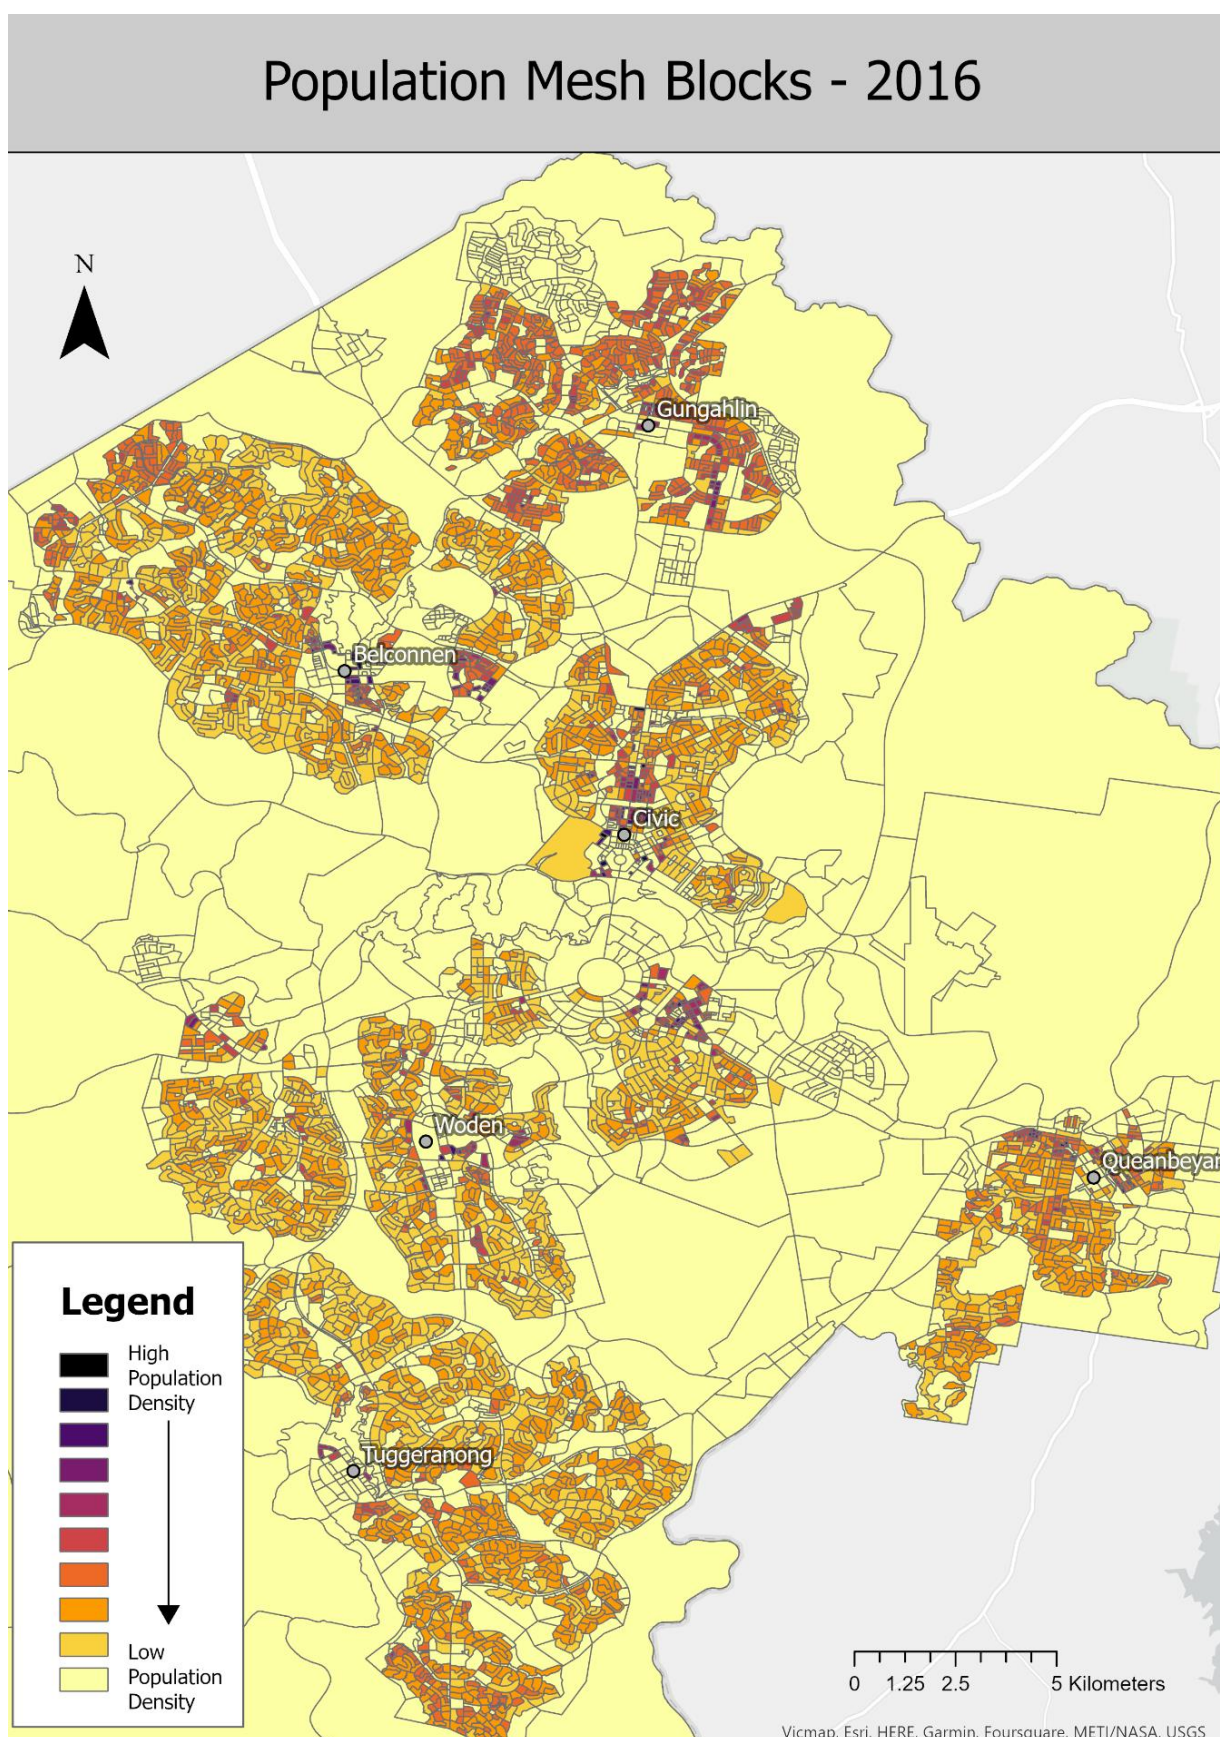 Population Mesh Blocks - 2016
N
Gungahlin
Belconnen
Civic
Woden
Queanbeyan
Tuggeranong
Legend
High
Population
Density
Low
Population
Density
0 1.25 2.5 5 Kilometers
Vicmap, Esri, HERE, Garmin, Foursquare, METI/NASA, USGS